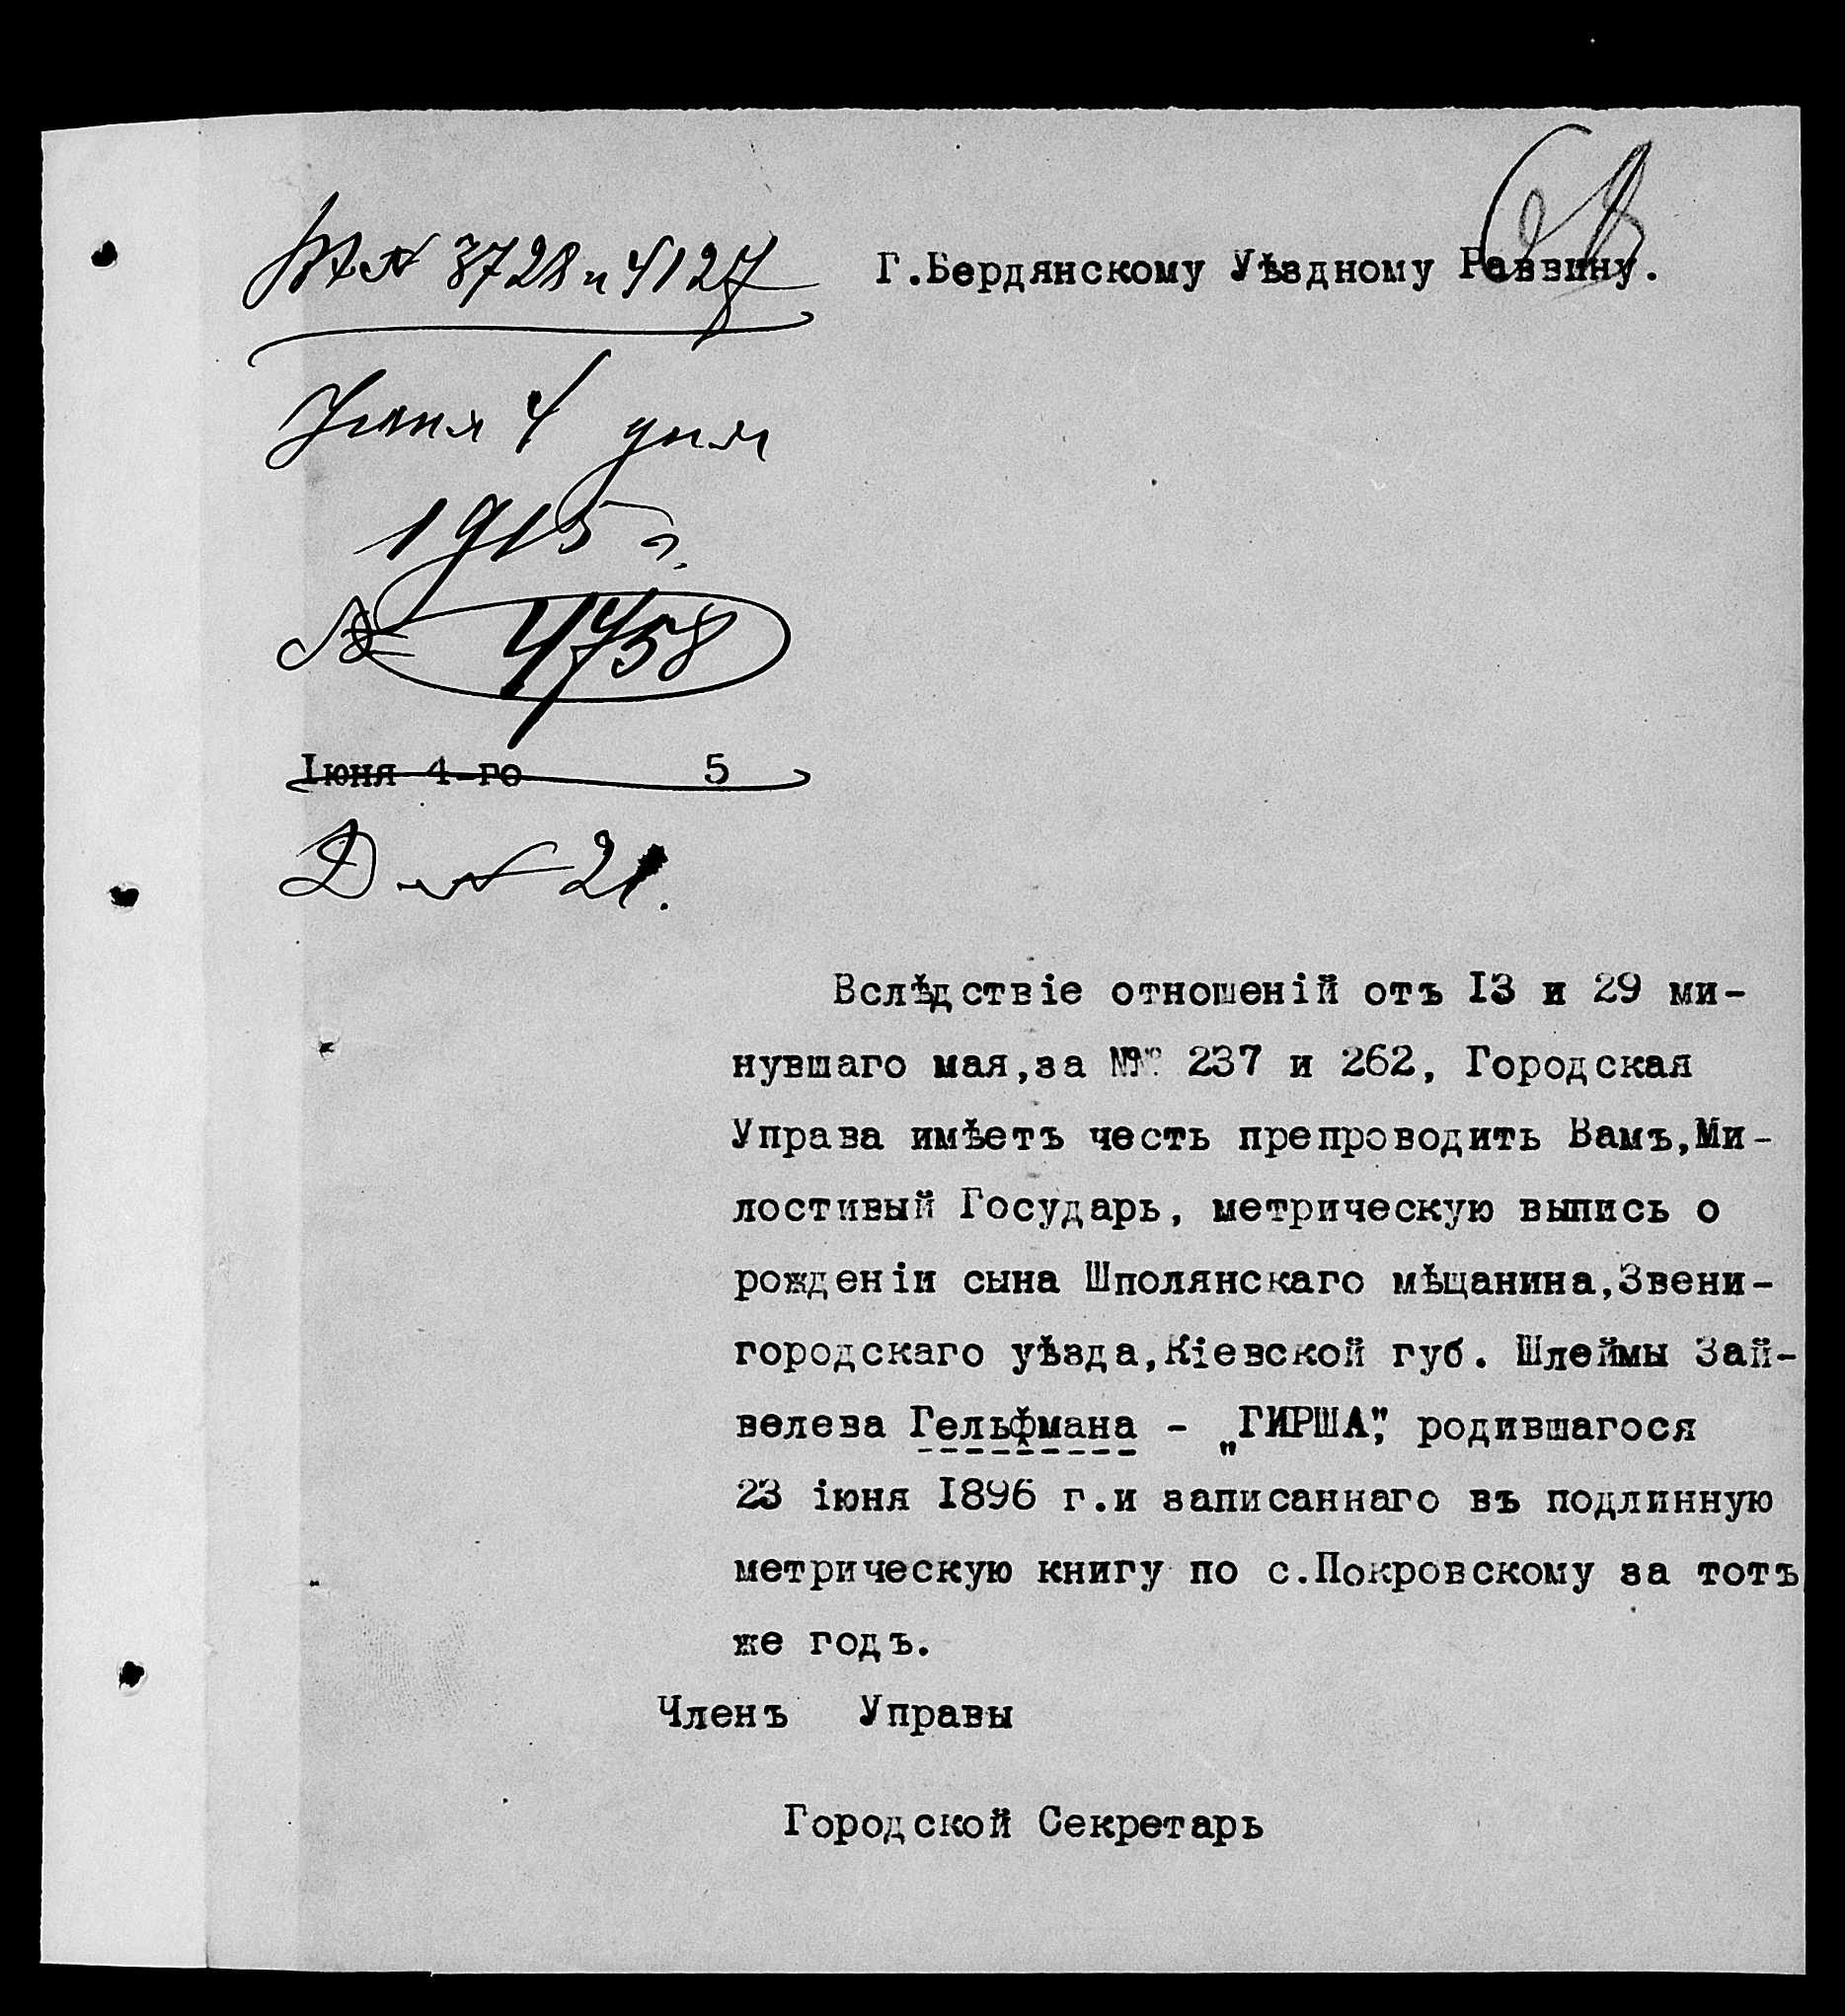 № 3728 и 4127
Г.Бердянскому Уѣздному Раввину.
Іюня 4 дня
1915 г.
№ 4758
Іюня 4-го 5
Д. № 21.
Вслѣдствіе отношеній отъ I3 и 29 ми-
нувшаго мая,за №№ 237 и 262, Городская
Управа имѣетъ честь препроводить Вамъ,Ми-
лостивый Государь, метрическую выпись о
рожденіи сына Шполянскаго мѣщанина,Звени-
городскаго уѣзда,Кіевской губ. Шлеймы Зай-
велева Гельфмана - „ГИРША", родившагося
23 іюня I896 г.и записаннаго въ подлинную
метрическую книгу по с.Покровскому за тотъ
же годъ.
Членъ Управы
Городской Секретарь